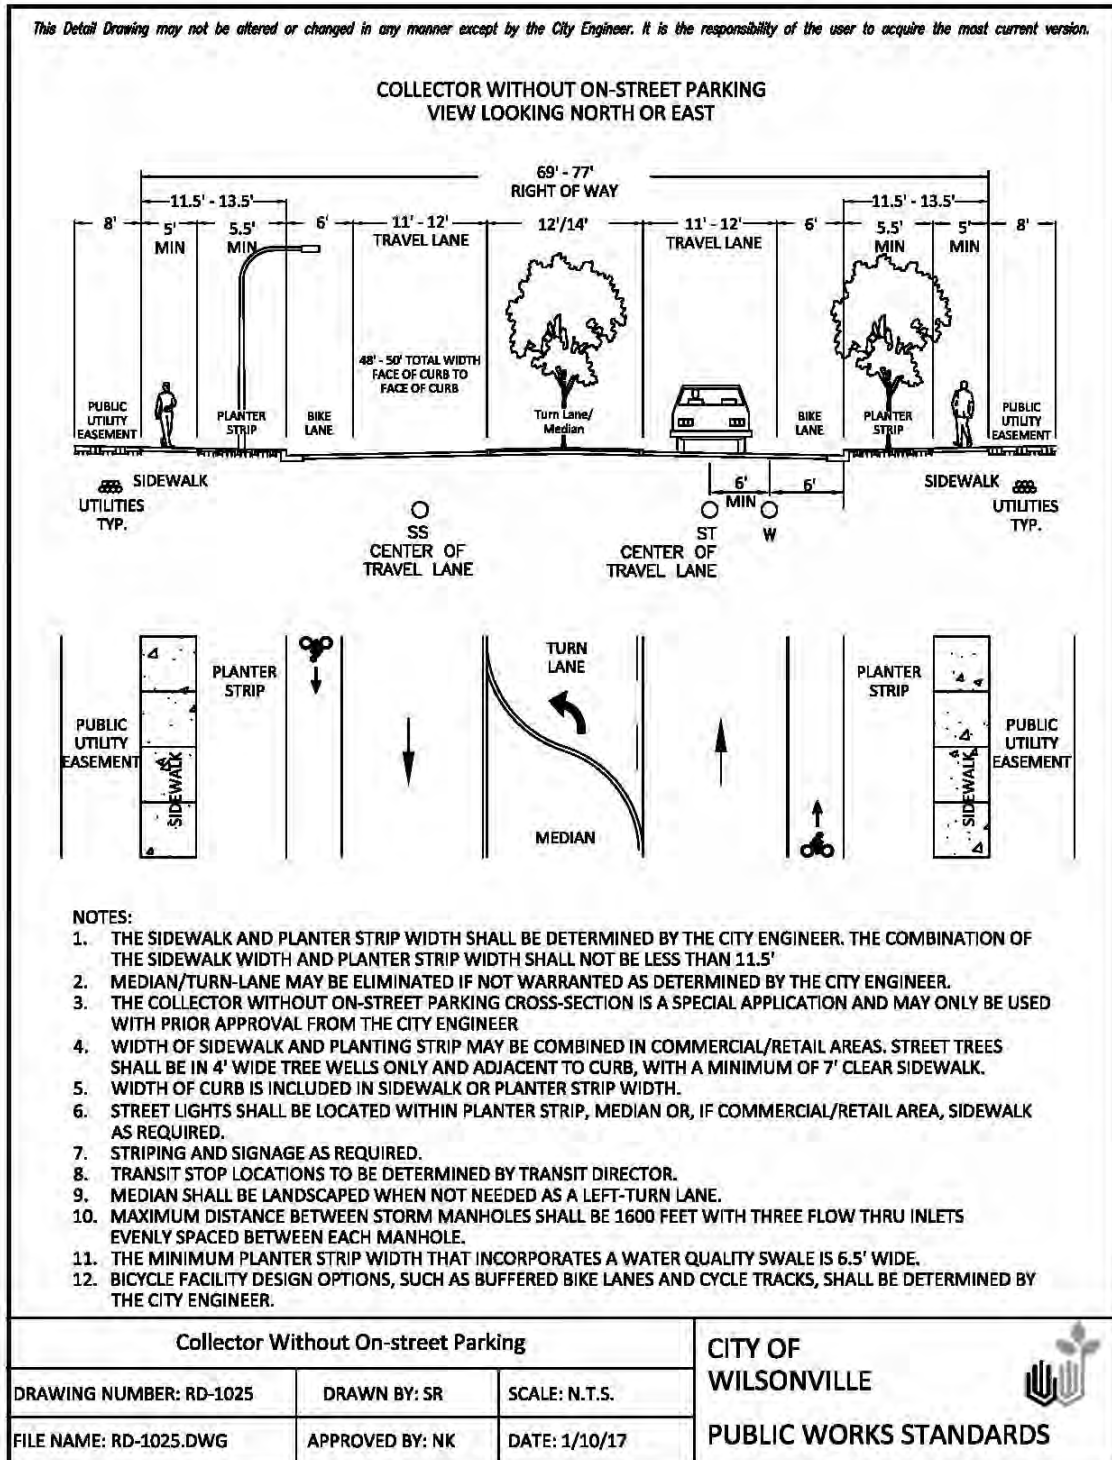 This Detail Drawing may not be altered or changed in any manner except by the City Engineer. It is the responsibility of the user to acquire the most current version.
COLLECTOR WITHOUT ON-STREET PARKING
VIEW LOOKING NORTH OR EAST
69' - 77'
RIGHT OF WAY
11.5' - 13.5'
11.5' - 13.5'
8'
5'
MIN
5.5'
MIN
6'
11' - 12'
TRAVEL LANE
12'/14'
11' - 12'
TRAVEL LANE
6'
5.5'
MIN
5'
MIN
8'
48' - 50' TOTAL WIDTH
FACE OF CURB TO
FACE OF CURB
PUBLIC
UTILITY
EASEMENT
PLANTER
STRIP
BIKE
LANE
Turn Lane/
Median
BIKE
LANE
PLANTER
STRIP
PUBLIC
UTILITY
EASEMENT
SIDEWALK
UTILITIES
TYP.
6'
MIN
6'
SIDEWALK
UTILITIES
TYP.
SS
CENTER OF
TRAVEL LANE
ST
CENTER OF
TRAVEL LANE
W
PUBLIC
UTILITY
EASEMENT
SIDEWALK
PLANTER
STRIP
TURN
LANE
MEDIAN
PLANTER
STRIP
SIDEWALK
PUBLIC
UTILITY
EASEMENT
NOTES:
1. THE SIDEWALK AND PLANTER STRIP WIDTH SHALL BE DETERMINED BY THE CITY ENGINEER. THE COMBINATION OF
THE SIDEWALK WIDTH AND PLANTER STRIP WIDTH SHALL NOT BE LESS THAN 11.5'
2. MEDIAN/TURN-LANE MAY BE ELIMINATED IF NOT WARRANTED AS DETERMINED BY THE CITY ENGINEER.
3. THE COLLECTOR WITHOUT ON-STREET PARKING CROSS-SECTION IS A SPECIAL APPLICATION AND MAY ONLY BE USED
WITH PRIOR APPROVAL FROM THE CITY ENGINEER
4. WIDTH OF SIDEWALK AND PLANTING STRIP MAY BE COMBINED IN COMMERCIAL/RETAIL AREAS. STREET TREES
SHALL BE IN 4' WIDE TREE WELLS ONLY AND ADJACENT TO CURB, WITH A MINIMUM OF 7' CLEAR SIDEWALK.
5. WIDTH OF CURB IS INCLUDED IN SIDEWALK OR PLANTER STRIP WIDTH.
6. STREET LIGHTS SHALL BE LOCATED WITHIN PLANTER STRIP, MEDIAN OR, IF COMMERCIAL/RETAIL AREA, SIDEWALK
AS REQUIRED.
7. STRIPING AND SIGNAGE AS REQUIRED.
8. TRANSIT STOP LOCATIONS TO BE DETERMINED BY TRANSIT DIRECTOR.
9. MEDIAN SHALL BE LANDSCAPED WHEN NOT NEEDED AS A LEFT-TURN LANE.
10. MAXIMUM DISTANCE BETWEEN STORM MANHOLES SHALL BE 1600 FEET WITH THREE FLOW THRU INLETS
EVENLY SPACED BETWEEN EACH MANHOLE.
11. THE MINIMUM PLANTER STRIP WIDTH THAT INCORPORATES A WATER QUALITY SWALE IS 6.5' WIDE.
12. BICYCLE FACILITY DESIGN OPTIONS, SUCH AS BUFFERED BIKE LANES AND CYCLE TRACKS, SHALL BE DETERMINED BY
THE CITY ENGINEER.
Collector Without On-street Parking
DRAWING NUMBER: RD-1025
DRAWN BY: SR
SCALE: N.T.S.
FILE NAME: RD-1025.DWG
APPROVED BY: NK
DATE: 1/10/17
CITY OF
WILSONVILLE
PUBLIC WORKS STANDARDS